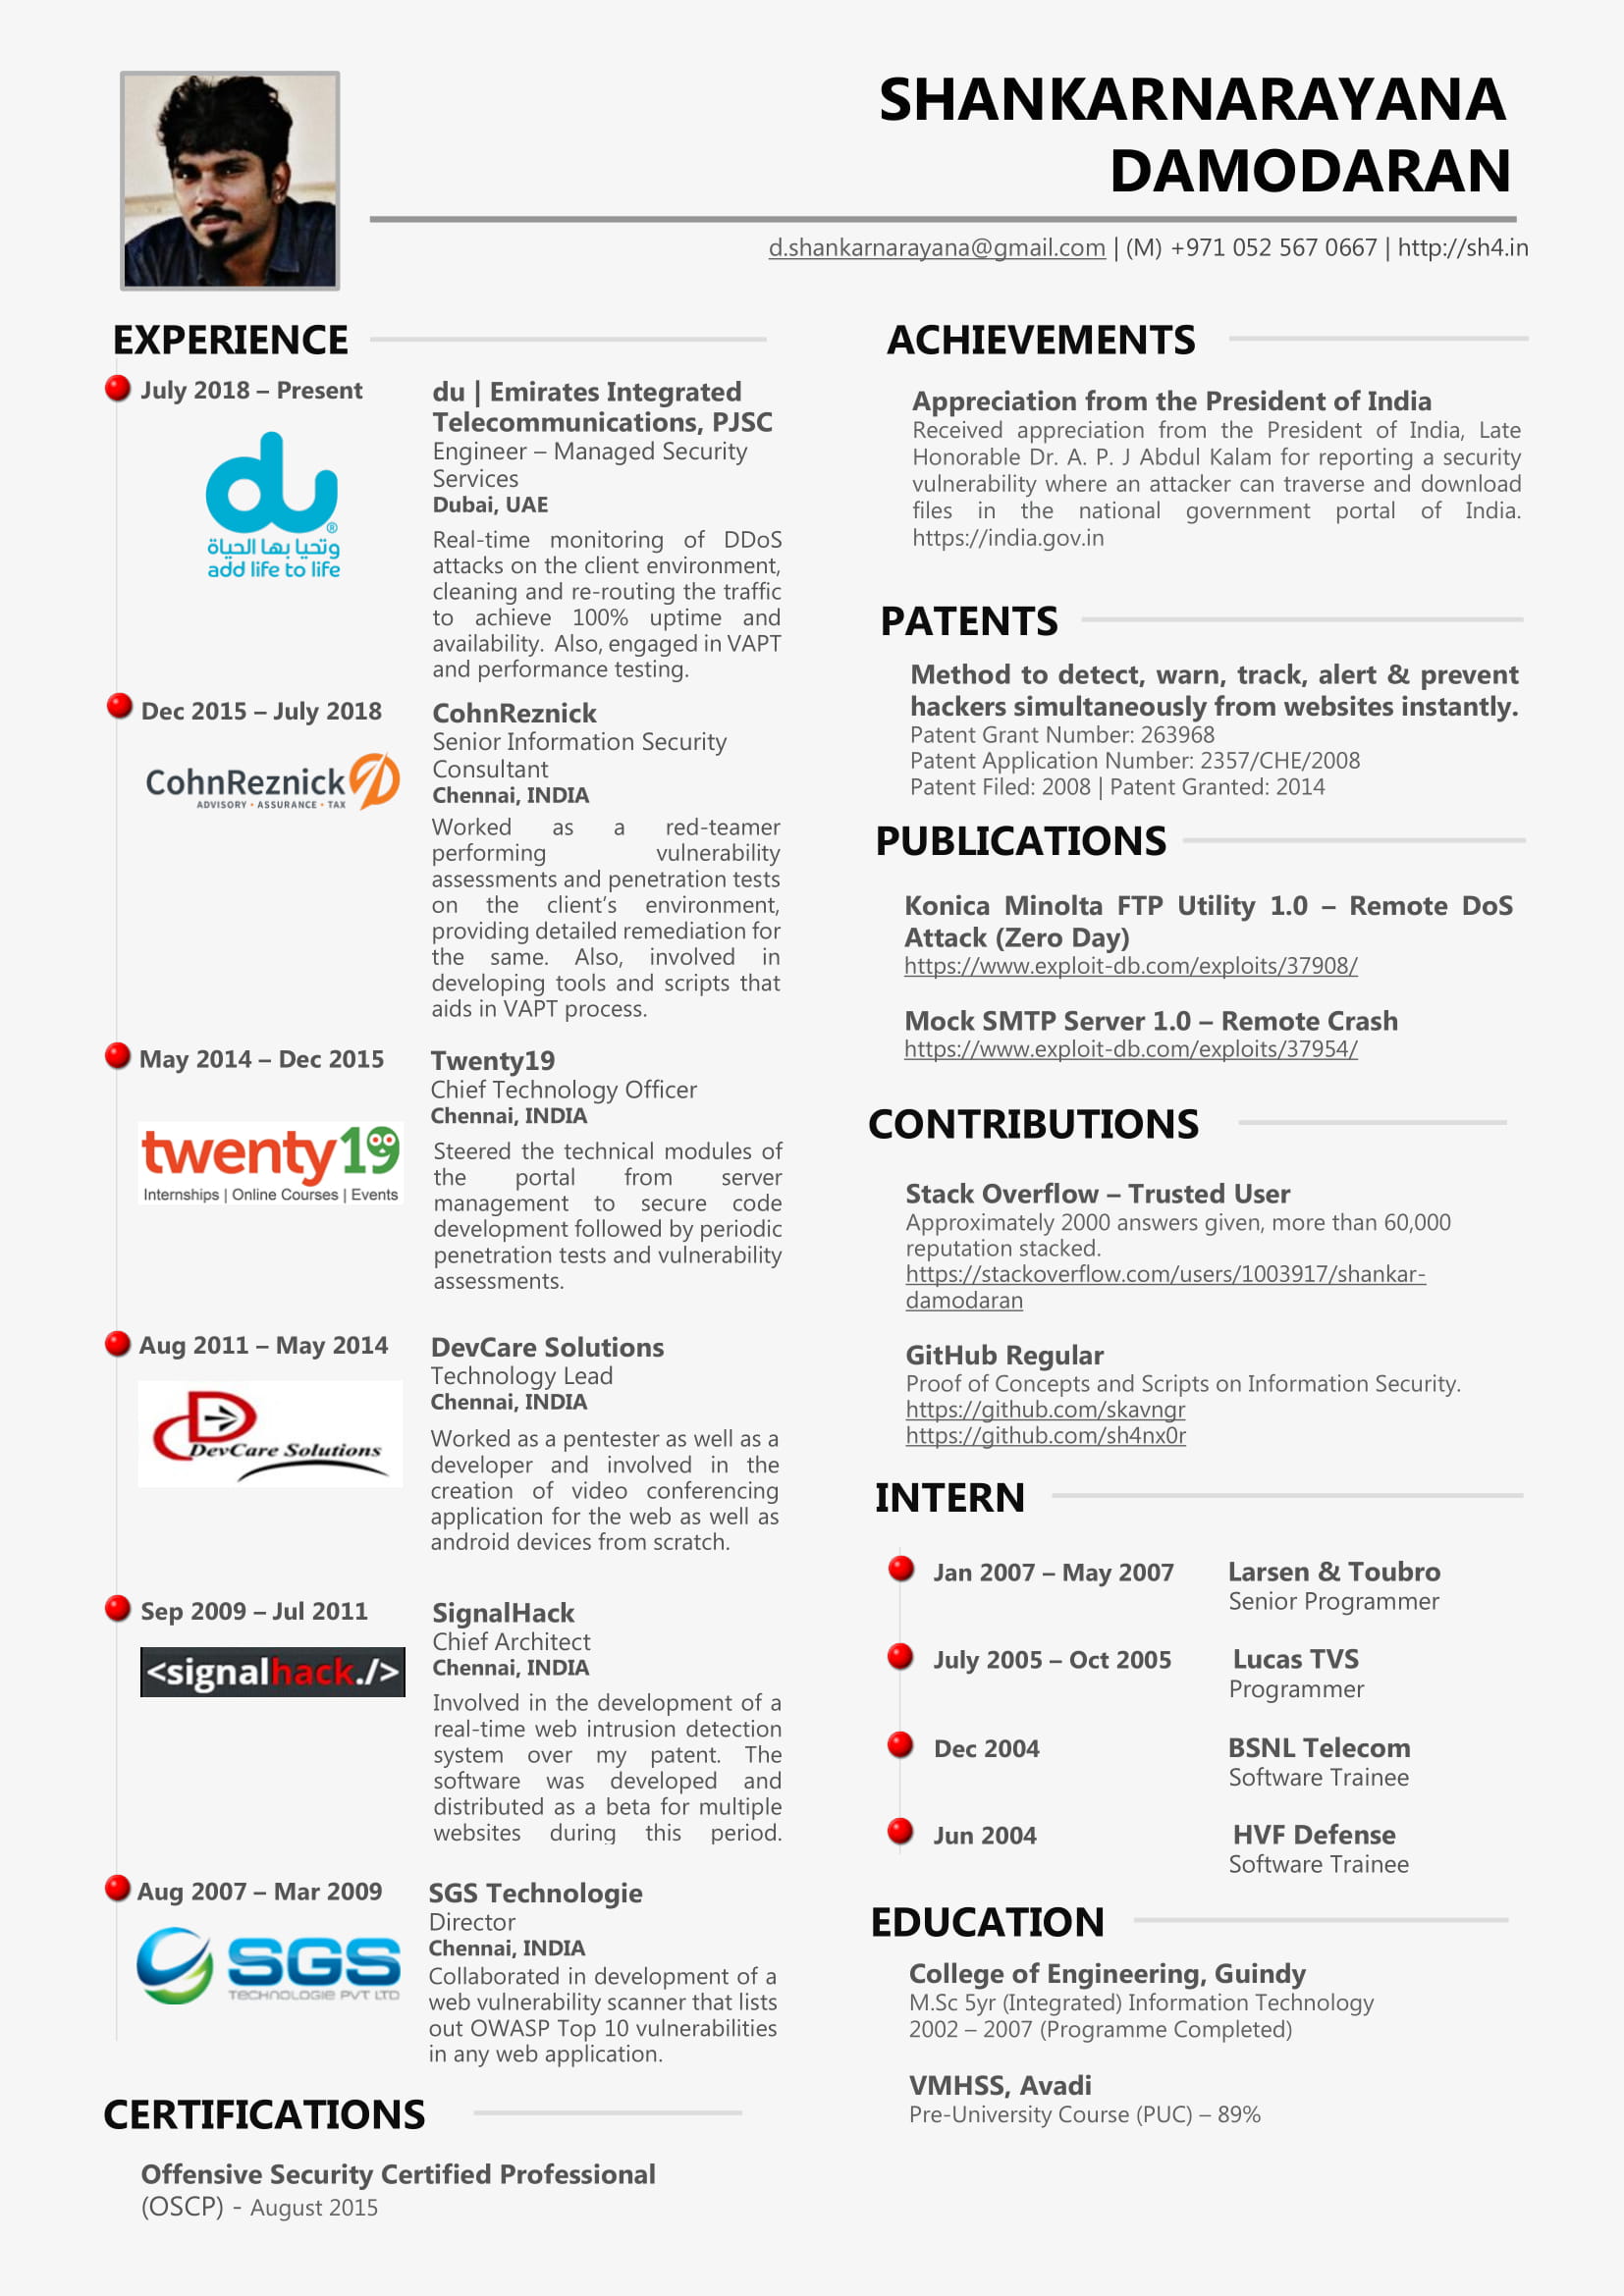 SHANKARNARAYANA
DAMODARAN
d.shankarnarayana@gmail.com | (M) +971 052 567 0667 | http://sh4.in
EXPERIENCE
July 2018 – Present
du
®
وتحيا بها الحياة
add life to life
du | Emirates Integrated
Telecommunications, PJSC
Engineer – Managed Security
Services
Dubai, UAE
Real-time monitoring of DDoS
attacks on the client environment,
cleaning and re-routing the traffic
to achieve 100% uptime and
availability. Also, engaged in VAPT
and performance testing.
Dec 2015 – July 2018
CohnReznick
ADVISORY • ASSURANCE • TAX
CohnReznick
Senior Information Security
Consultant
Chennai, INDIA
Worked as a red-teamer
performing vulnerability
assessments and penetration tests
on the client’s environment,
providing detailed remediation for
the same. Also, involved in
developing tools and scripts that
aids in VAPT process.
May 2014 – Dec 2015
twenty19
Internships | Online Courses | Events
Twenty19
Chief Technology Officer
Chennai, INDIA
Steered the technical modules of
the portal from server
management to secure code
development followed by periodic
penetration tests and vulnerability
assessments.
Aug 2011 – May 2014
DevCare Solutions
DevCare Solutions
Technology Lead
Chennai, INDIA
Worked as a pentester as well as a
developer and involved in the
creation of video conferencing
application for the web as well as
android devices from scratch.
Sep 2009 – Jul 2011
<signalhack./>
SignalHack
Chief Architect
Chennai, INDIA
Involved in the development of a
real-time web intrusion detection
system over my patent. The
software was developed and
distributed as a beta for multiple
websites during this period.
Aug 2007 – Mar 2009
SGS
TECHNOLOGIE PVT LTD
SGS Technologie
Director
Chennai, INDIA
Collaborated in development of a
web vulnerability scanner that lists
out OWASP Top 10 vulnerabilities
in any web application.
CERTIFICATIONS
Offensive Security Certified Professional
(OSCP) - August 2015
ACHIEVEMENTS
Appreciation from the President of India
Received appreciation from the President of India, Late
Honorable Dr. A. P. J Abdul Kalam for reporting a security
vulnerability where an attacker can traverse and download
files in the national government portal of India.
https://india.gov.in
PATENTS
Method to detect, warn, track, alert & prevent
hackers simultaneously from websites instantly.
Patent Grant Number: 263968
Patent Application Number: 2357/CHE/2008
Patent Filed: 2008 | Patent Granted: 2014
PUBLICATIONS
Konica Minolta FTP Utility 1.0 – Remote DoS
Attack (Zero Day)
https://www.exploit-db.com/exploits/37908/
Mock SMTP Server 1.0 – Remote Crash
https://www.exploit-db.com/exploits/37954/
CONTRIBUTIONS
Stack Overflow – Trusted User
Approximately 2000 answers given, more than 60,000
reputation stacked.
https://stackoverflow.com/users/1003917/shankar-
damodaran
GitHub Regular
Proof of Concepts and Scripts on Information Security.
https://github.com/skavngr
https://github.com/sh4nx0r
INTERN
Jan 2007 – May 2007
Larsen & Toubro
Senior Programmer
July 2005 – Oct 2005
Lucas TVS
Programmer
Dec 2004
BSNL Telecom
Software Trainee
Jun 2004
HVF Defense
Software Trainee
EDUCATION
College of Engineering, Guindy
M.Sc 5yr (Integrated) Information Technology
2002 – 2007 (Programme Completed)
VMHSS, Avadi
Pre-University Course (PUC) – 89%